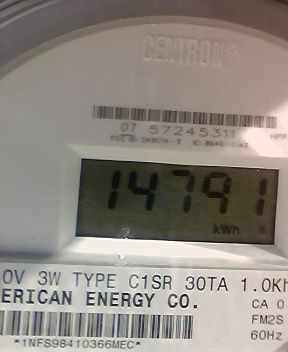 CENTRON®
07 57245311
14791
kWh
0V 3W TYPE C1SR 30TA 1.0Kh
ERICAN ENERGY CO.
CA 0
FM2S
60Hz
*1NFS98410366MEC*